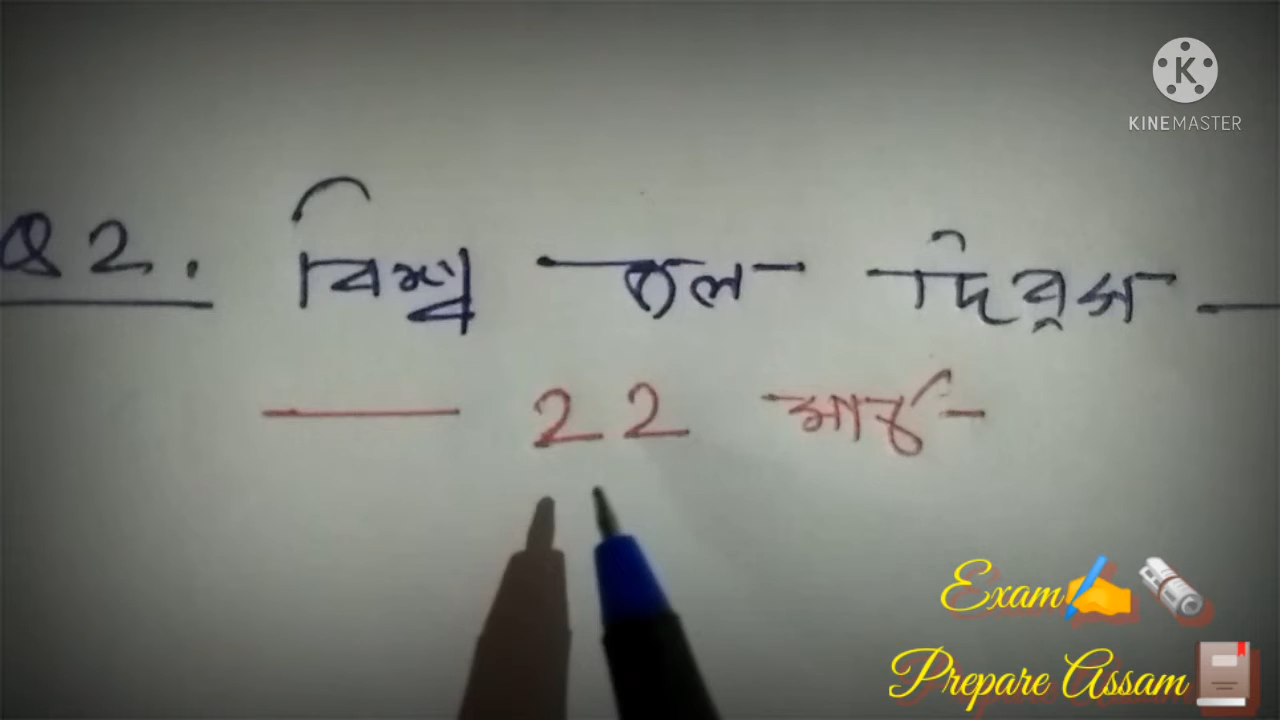 KINEMASTER
Q2. বিশ্ব জল দিৱস —
— 22 মার্চ
Exam
Prepare Assam